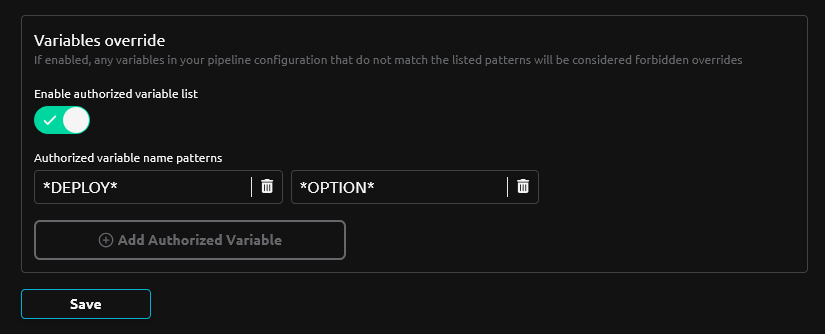 Variables override
If enabled, any variables in your pipeline configuration that do not match the listed patterns will be considered forbidden overrides
Enable authorized variable list
Authorized variable name patterns
*DEPLOY* *OPTION*
Add Authorized Variable
Save